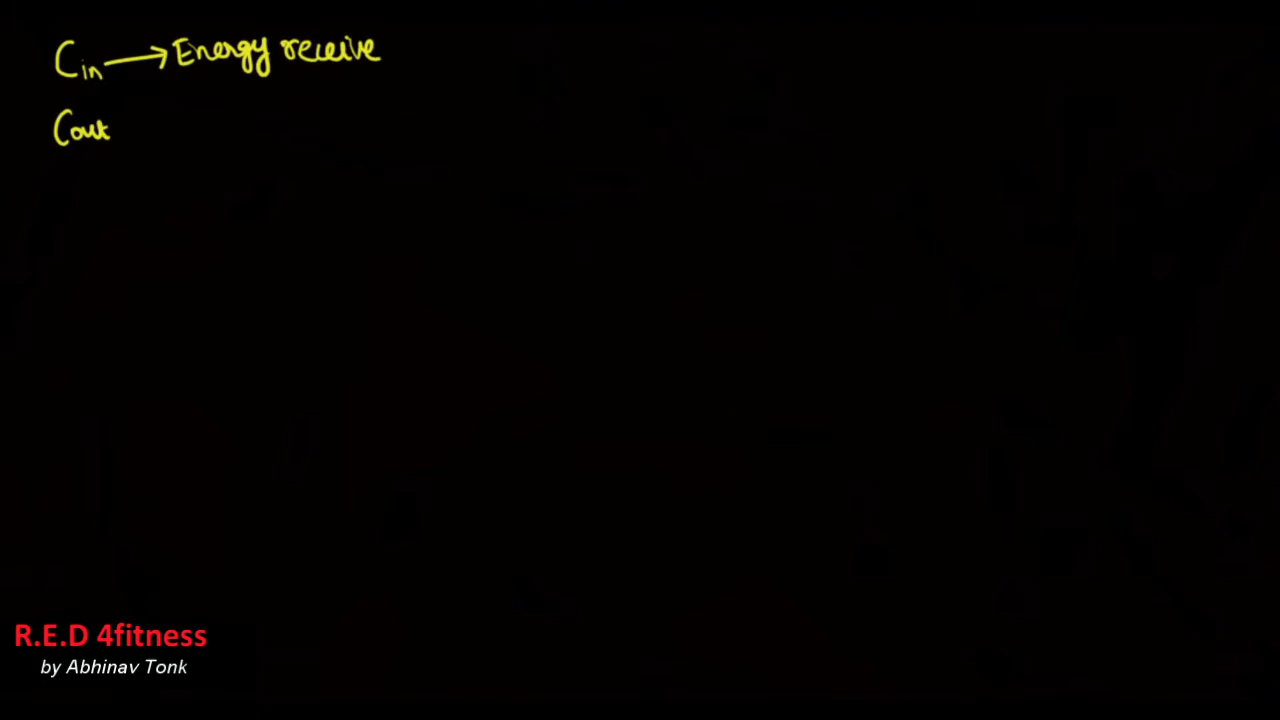 Cin → Energy receive
Cout
R.E.D 4fitness
by Abhinav Tonk